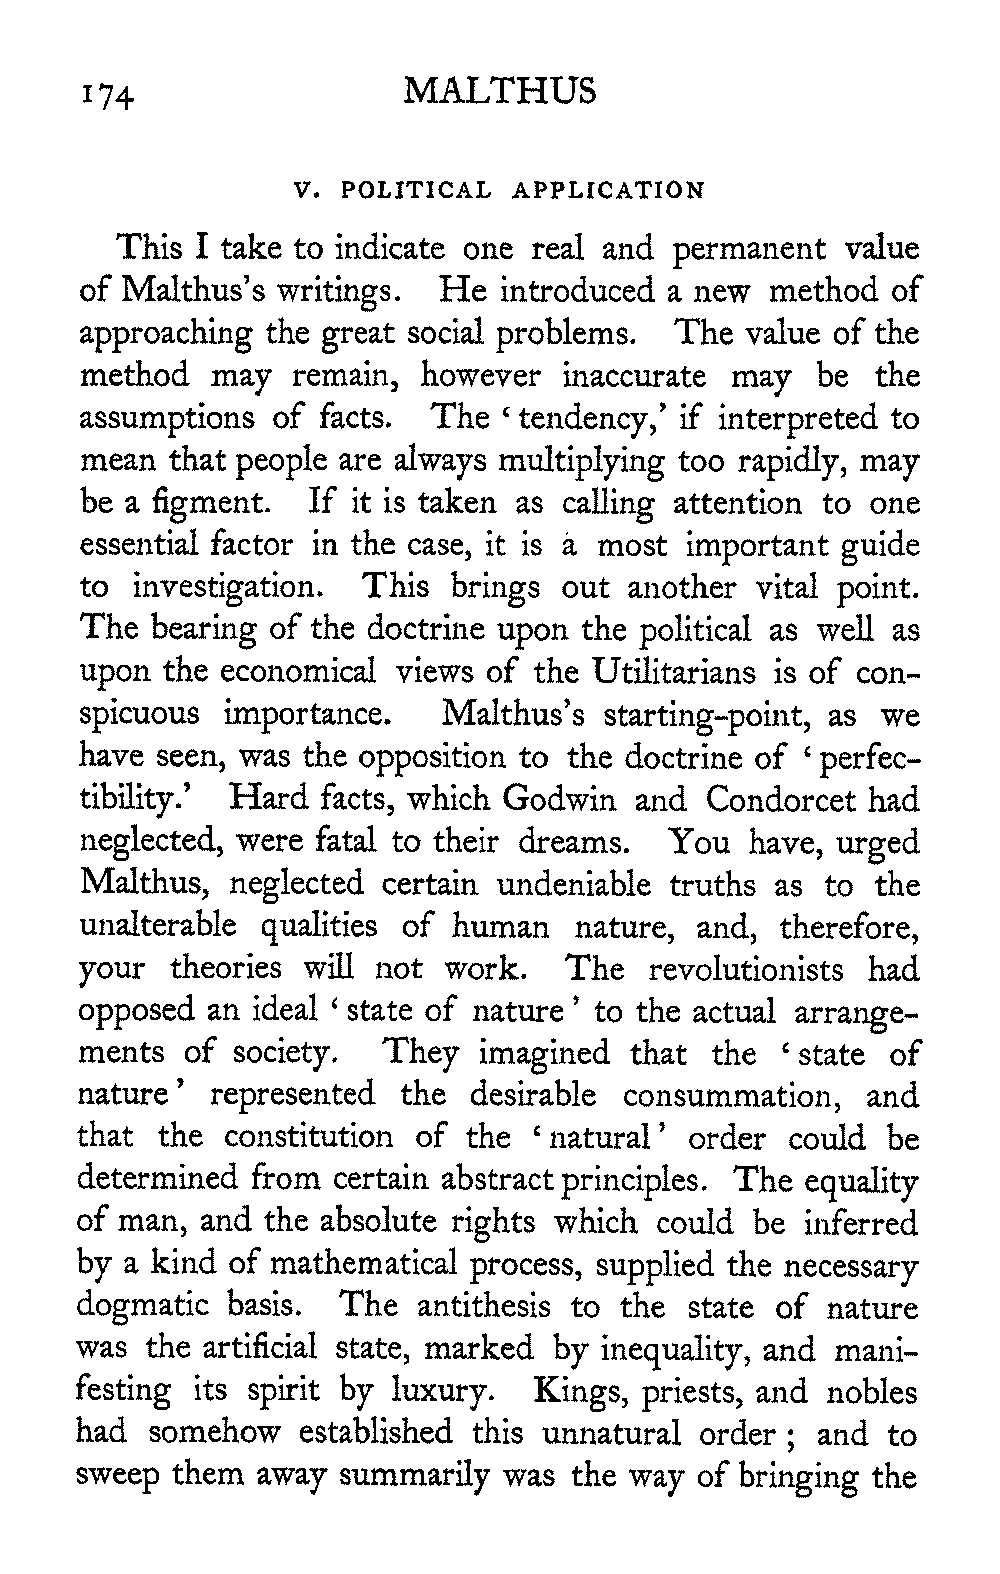 174 MALTHUS
V. POLITICAL APPLICATION
This I take to indicate one real and permanent value
of Malthus's writings. He introduced a new method of
approaching the great social problems. The value of the
method may remain, however inaccurate may be the
assumptions of facts. The ‘tendency,’ if interpreted to
mean that people are always multiplying too rapidly, may
be a figment. If it is taken as calling attention to one
essential factor in the case, it is a most important guide
to investigation. This brings out another vital point.
The bearing of the doctrine upon the political as well as
upon the economical views of the Utilitarians is of con-
spicuous importance. Malthus's starting-point, as we
have seen, was the opposition to the doctrine of ‘perfec-
tibility.’ Hard facts, which Godwin and Condorcet had
neglected, were fatal to their dreams. You have, urged
Malthus, neglected certain undeniable truths as to the
unalterable qualities of human nature, and, therefore,
your theories will not work. The revolutionists had
opposed an ideal ‘state of nature’ to the actual arrange-
ments of society. They imagined that the ‘state of
nature’ represented the desirable consummation, and
that the constitution of the ‘natural’ order could be
determined from certain abstract principles. The equality
of man, and the absolute rights which could be inferred
by a kind of mathematical process, supplied the necessary
dogmatic basis. The antithesis to the state of nature
was the artificial state, marked by inequality, and mani-
festing its spirit by luxury. Kings, priests, and nobles
had somehow established this unnatural order ; and to
sweep them away summarily was the way of bringing the